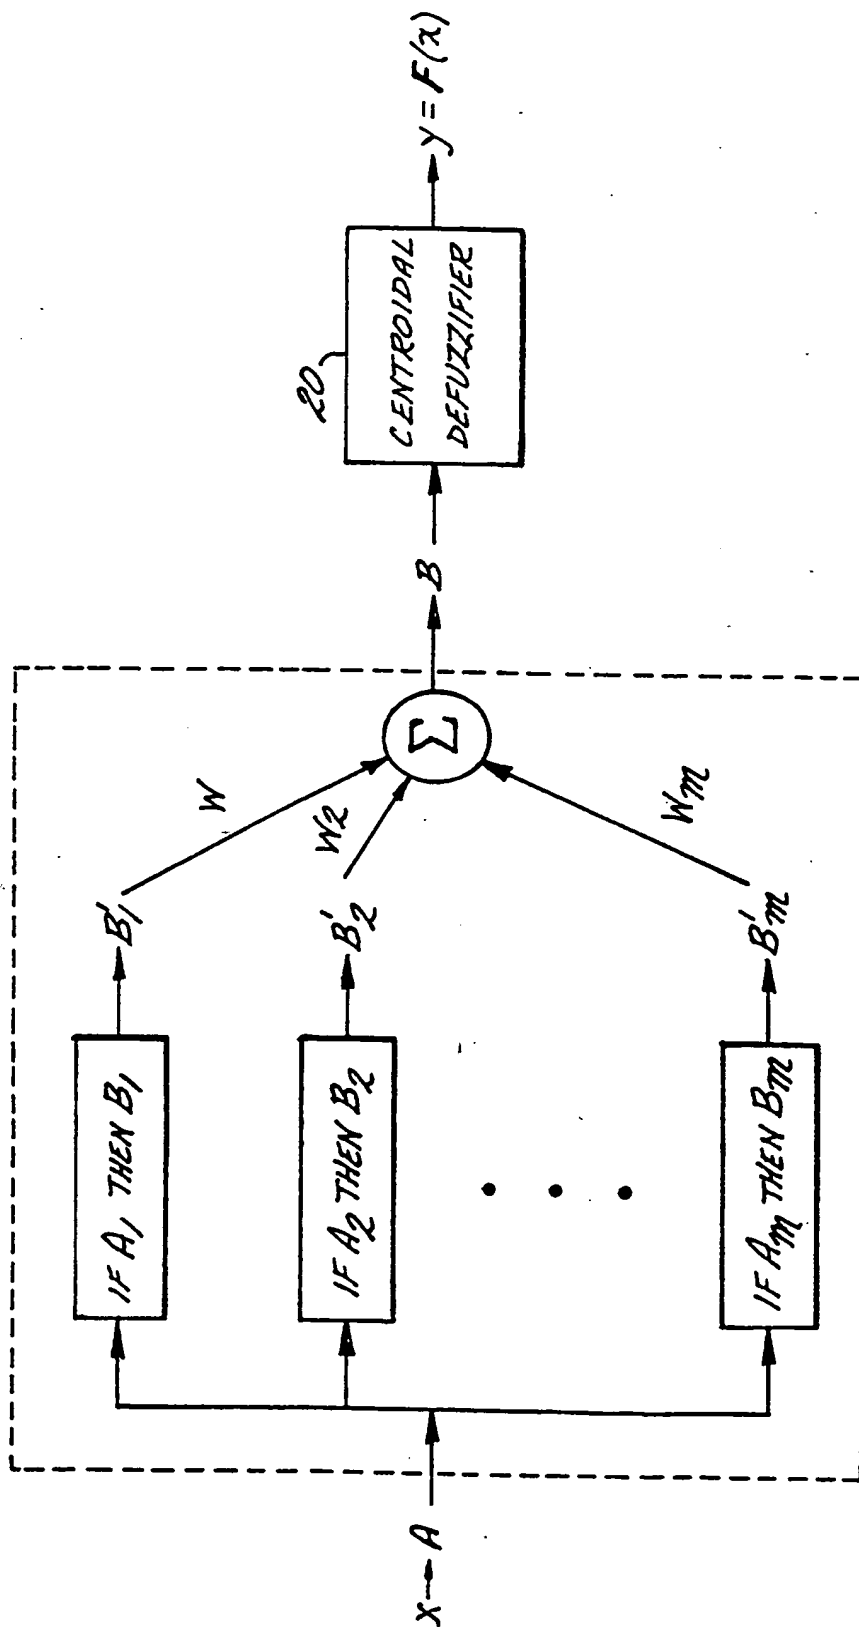 X → A
IF A1 THEN B1
B'1
W
IF A2 THEN B2
B'2
W2
• • •
IF Am THEN Bm
B'm
Wm
Σ
B
20
CENTROIDAL
DEFUZZIFIER
y = F(x)